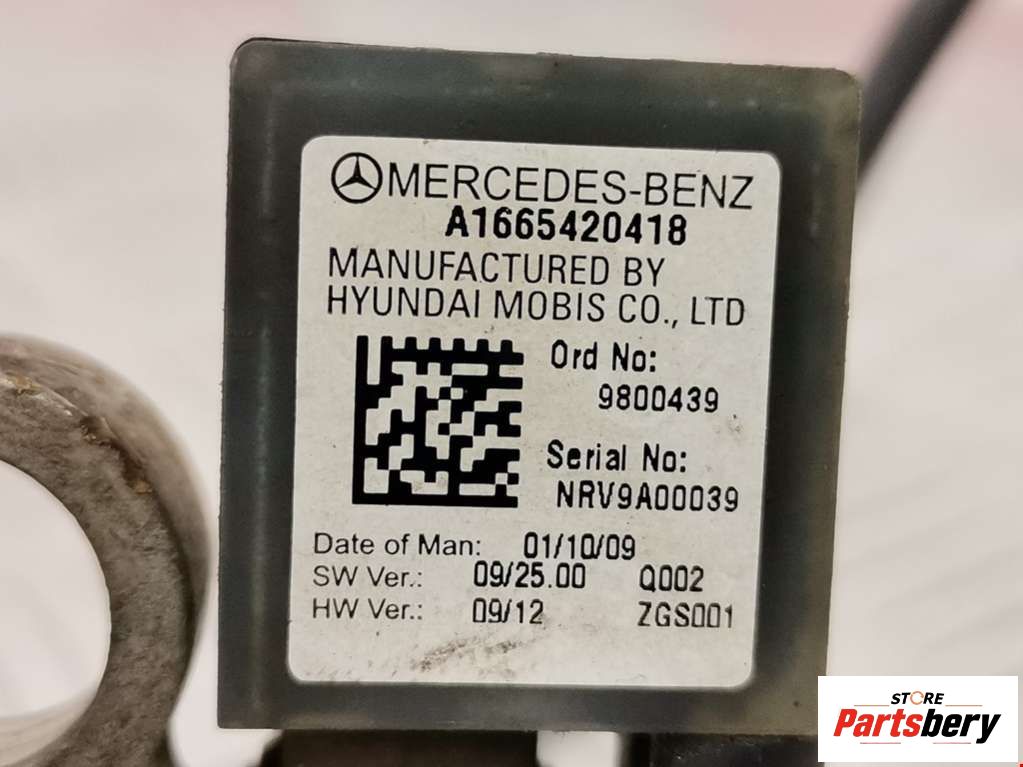 MERCEDES-BENZ
A1665420418
MANUFACTURED BY
HYUNDAI MOBIS CO., LTD
Ord No:
9800439
Serial No:
NRV9A00039
Date of Man: 01/10/09
SW Ver.: 09/25.00 Q002
HW Ver.: 09/12 ZGS001
STORE
Partsbery